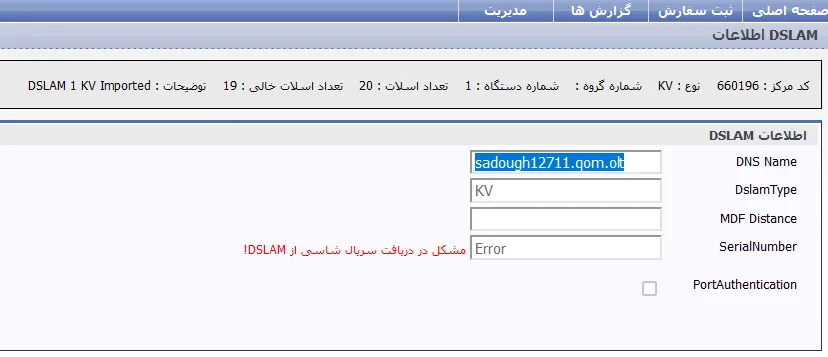 صفحه اصلی ثبت سفارش گزارش ها مدیریت
اطلاعات DSLAM
کد مرکز : 660196 نوع : KV شماره گروه : شماره دستگاه : 1 تعداد اسلات : 20 تعداد اسلات خالی : 19 توضیحات : DSLAM 1 KV Imported
اطلاعات DSLAM
DNS Name sadough12711.qom.olt
DslamType KV
MDF Distance
SerialNumber Error مشکل در دریافت سریال شاسی از DSLAM!
PortAuthentication